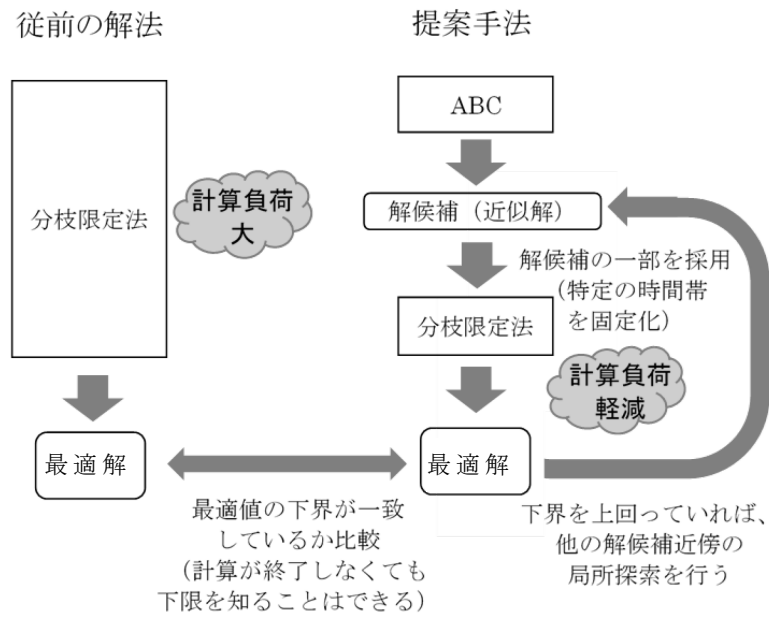 従前の解法
提案手法
ABC
分枝限定法
計算負荷
大
解候補（近似解）
解候補の一部を採用
（特定の時間帯
を固定化）
分枝限定法
計算負荷
軽減
最適解
最適解
最適値の下界が一致
しているか比較
（計算が終了しなくても
下限を知ることはできる）
下界を上回っていれば、
他の解候補近傍の
局所探索を行う